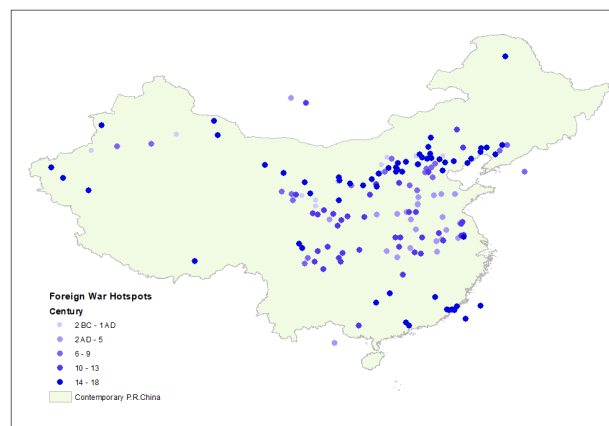 Foreign War Hotspots
Century
2 BC - 1 AD
2 AD - 5
6 - 9
10 - 13
14 - 18
Contemporary P.R.China